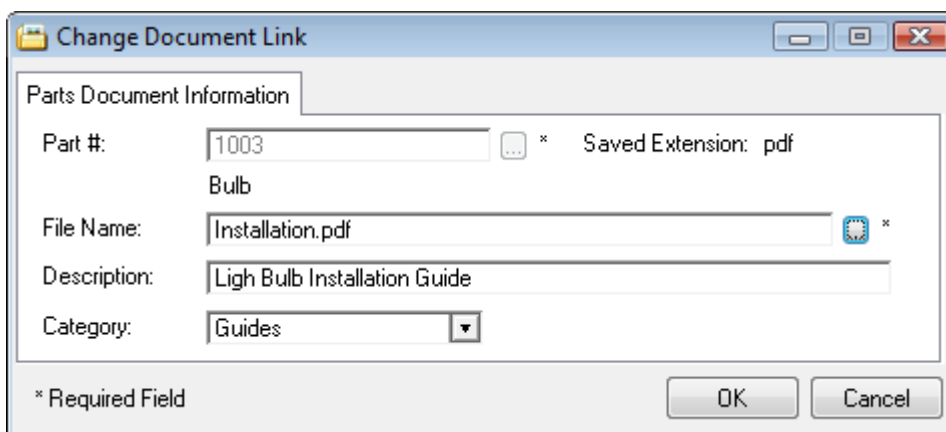 Change Document Link
Parts Document Information
Part #: 1003 ... * Saved Extension: pdf
Bulb
File Name: Installation.pdf ... *
Description: Ligh Bulb Installation Guide
Category: Guides
* Required Field OK Cancel